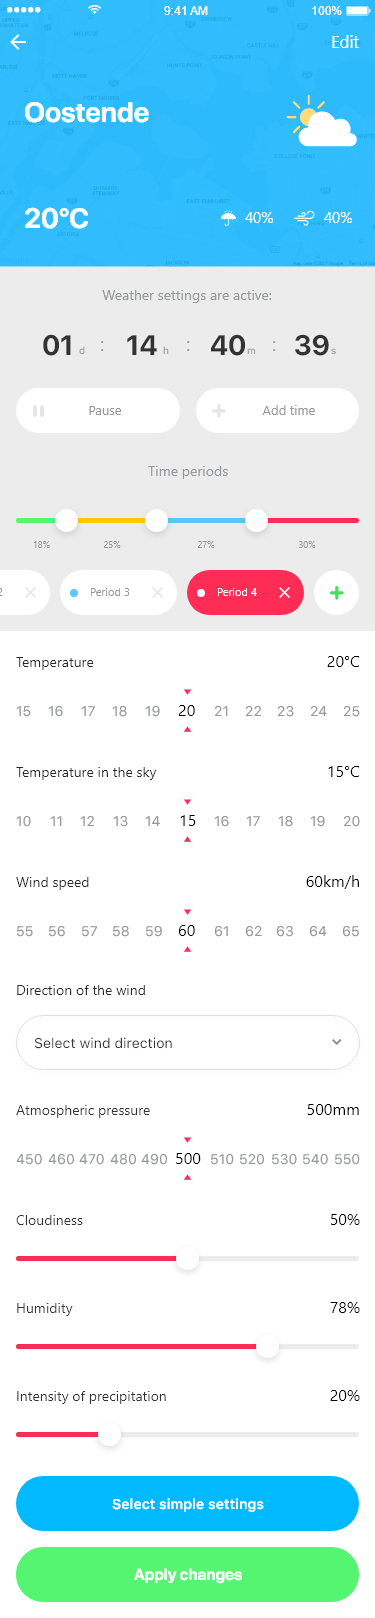 9:41 AM 100%
Edit
Oostende
20°C 40% 40%
Weather settings are active:
01 d : 14 h : 40 m : 39 s
Pause Add time
Time periods
18% 25% 27% 30%
2 Period 3 Period 4
Temperature 20°C
15 16 17 18 19 20 21 22 23 24 25
Temperature in the sky 15°C
10 11 12 13 14 15 16 17 18 19 20
Wind speed 60km/h
55 56 57 58 59 60 61 62 63 64 65
Direction of the wind
Select wind direction
Atmospheric pressure 500mm
450 460 470 480 490 500 510 520 530 540 550
Cloudiness 50%
Humidity 78%
Intensity of precipitation 20%
Select simple settings
Apply changes